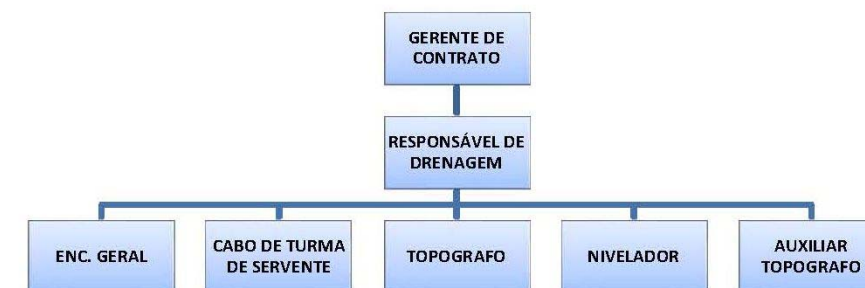 GERENTE DE
CONTRATO
RESPONSÁVEL DE
DRENAGEM
ENC. GERAL
CABO DE TURMA
DE SERVENTE
TOPOGRAFO
NIVELADOR
AUXILIAR
TOPOGRAFO